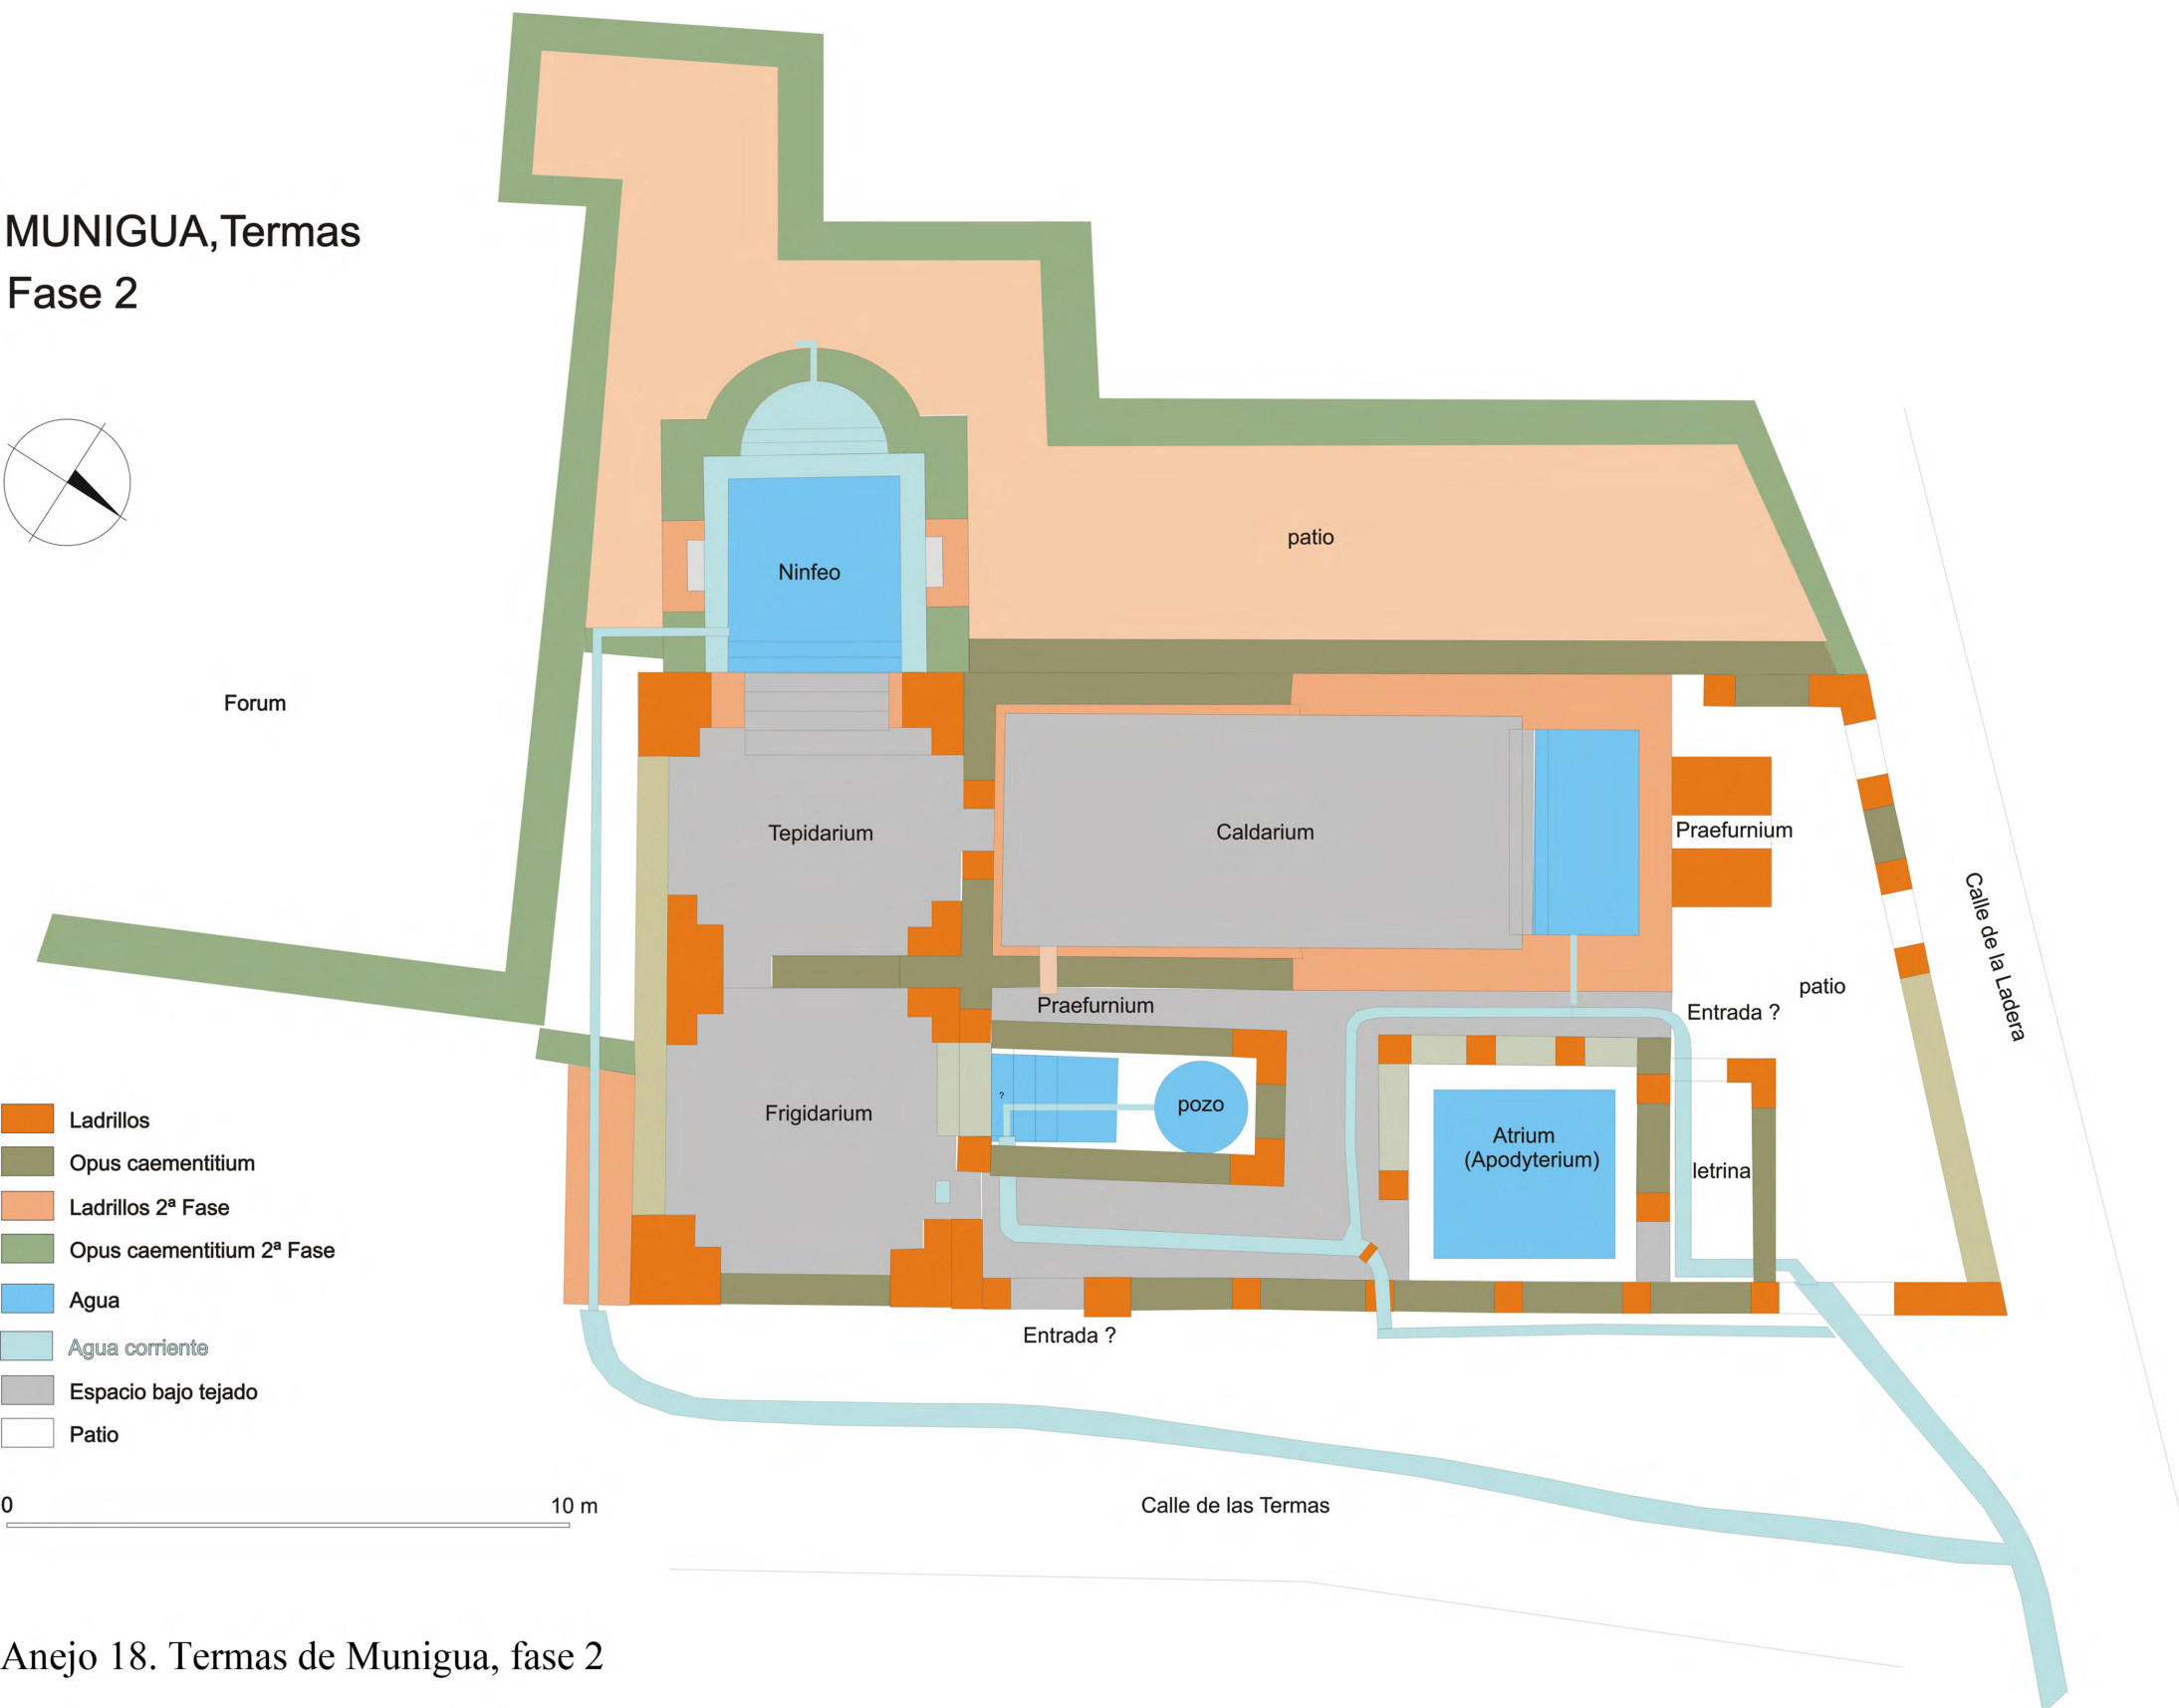 MUNIGUA,Termas
Fase 2
patio
Ninfeo
Forum
Tepidarium
Caldarium
Praefurnium
Calle de la Ladera
patio
Praefurnium
Entrada ?
Frigidarium
?
pozo
Atrium
(Apodyterium)
letrina
Entrada ?
Ladrillos
Opus caementitium
Ladrillos 2ª Fase
Opus caementitium 2ª Fase
Agua
Agua corriente
Espacio bajo tejado
Patio
0 10 m
Calle de las Termas
Anejo 18. Termas de Munigua, fase 2